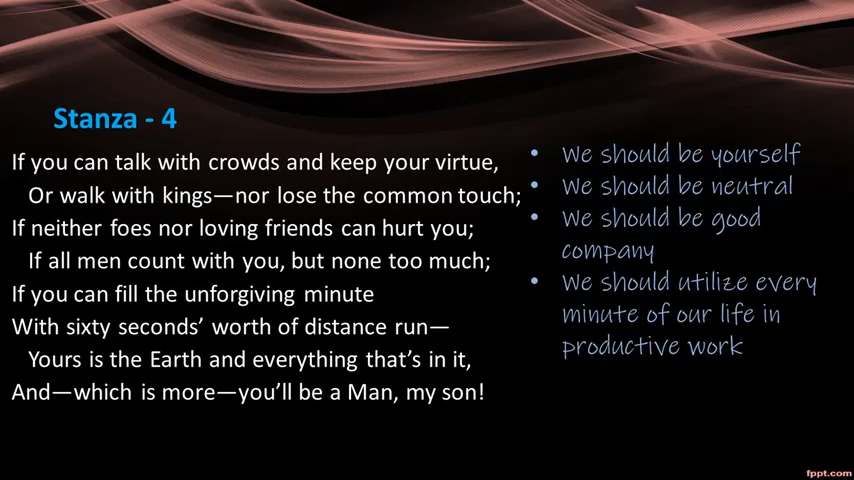 Stanza - 4
If you can talk with crowds and keep your virtue,
Or walk with kings—nor lose the common touch;
If neither foes nor loving friends can hurt you;
If all men count with you, but none too much;
If you can fill the unforgiving minute
With sixty seconds’ worth of distance run—
Yours is the Earth and everything that’s in it,
And—which is more—you’ll be a Man, my son!
• We should be yourself
• We should be neutral
• We should be good
company
• We should utilize every
minute of our life in
productive work
fppt.com